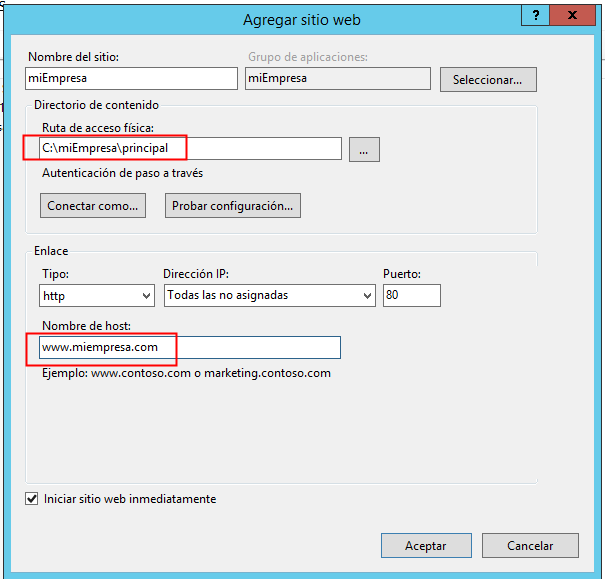 Agregar sitio web
?
X
Nombre del sitio:
Grupo de aplicaciones:
miEmpresa
miEmpresa
Seleccionar...
Directorio de contenido
Ruta de acceso física:
C:\miEmpresa\principal
...
Autenticación de paso a través
Conectar como...
Probar configuración...
Enlace
Tipo:
Dirección IP:
Puerto:
http
Todas las no asignadas
80
Nombre de host:
www.miempresa.com
Ejemplo: www.contoso.com o marketing.contoso.com
Iniciar sitio web inmediatamente
Aceptar
Cancelar